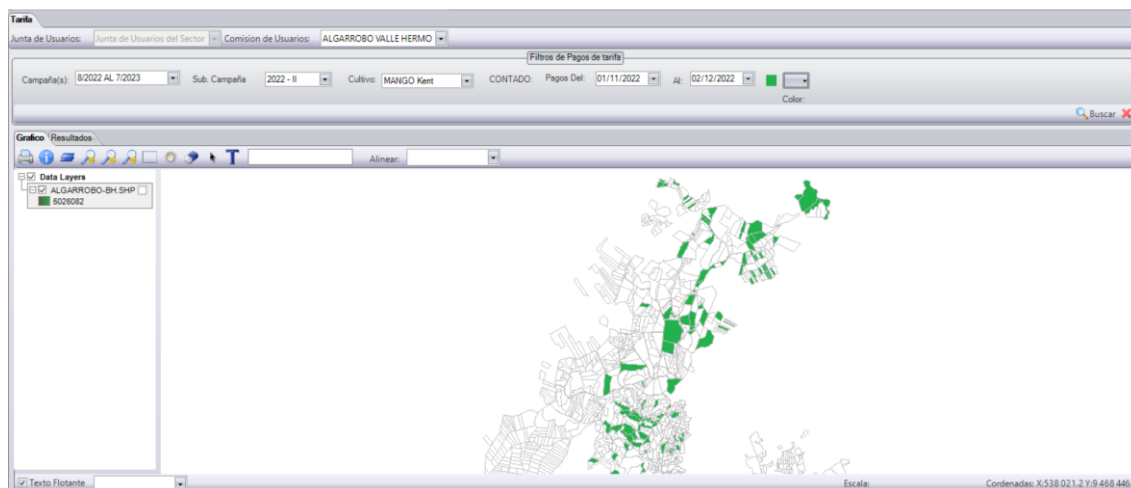 Tarifa
Junta de Usuarios: Junta de Usuarios del Sector Comision de Usuarios: ALGARROBO VALLE HERMO
Filtros de Pagos de tarifa
Campaña(s): 8/2022 AL 7/2023 Sub. Campaña 2022 - II Cultivo: MANGO Kent CONTADO: Pagos Del: 01/11/2022 Al: 02/12/2022
Color:
Buscar
Grafico Resultados
T Alinear:
Data Layers
ALGARROBO-BH.SHP
5026082
Texto Flotante Escala: Cordenadas: X:538 021.2 Y:9 468 446